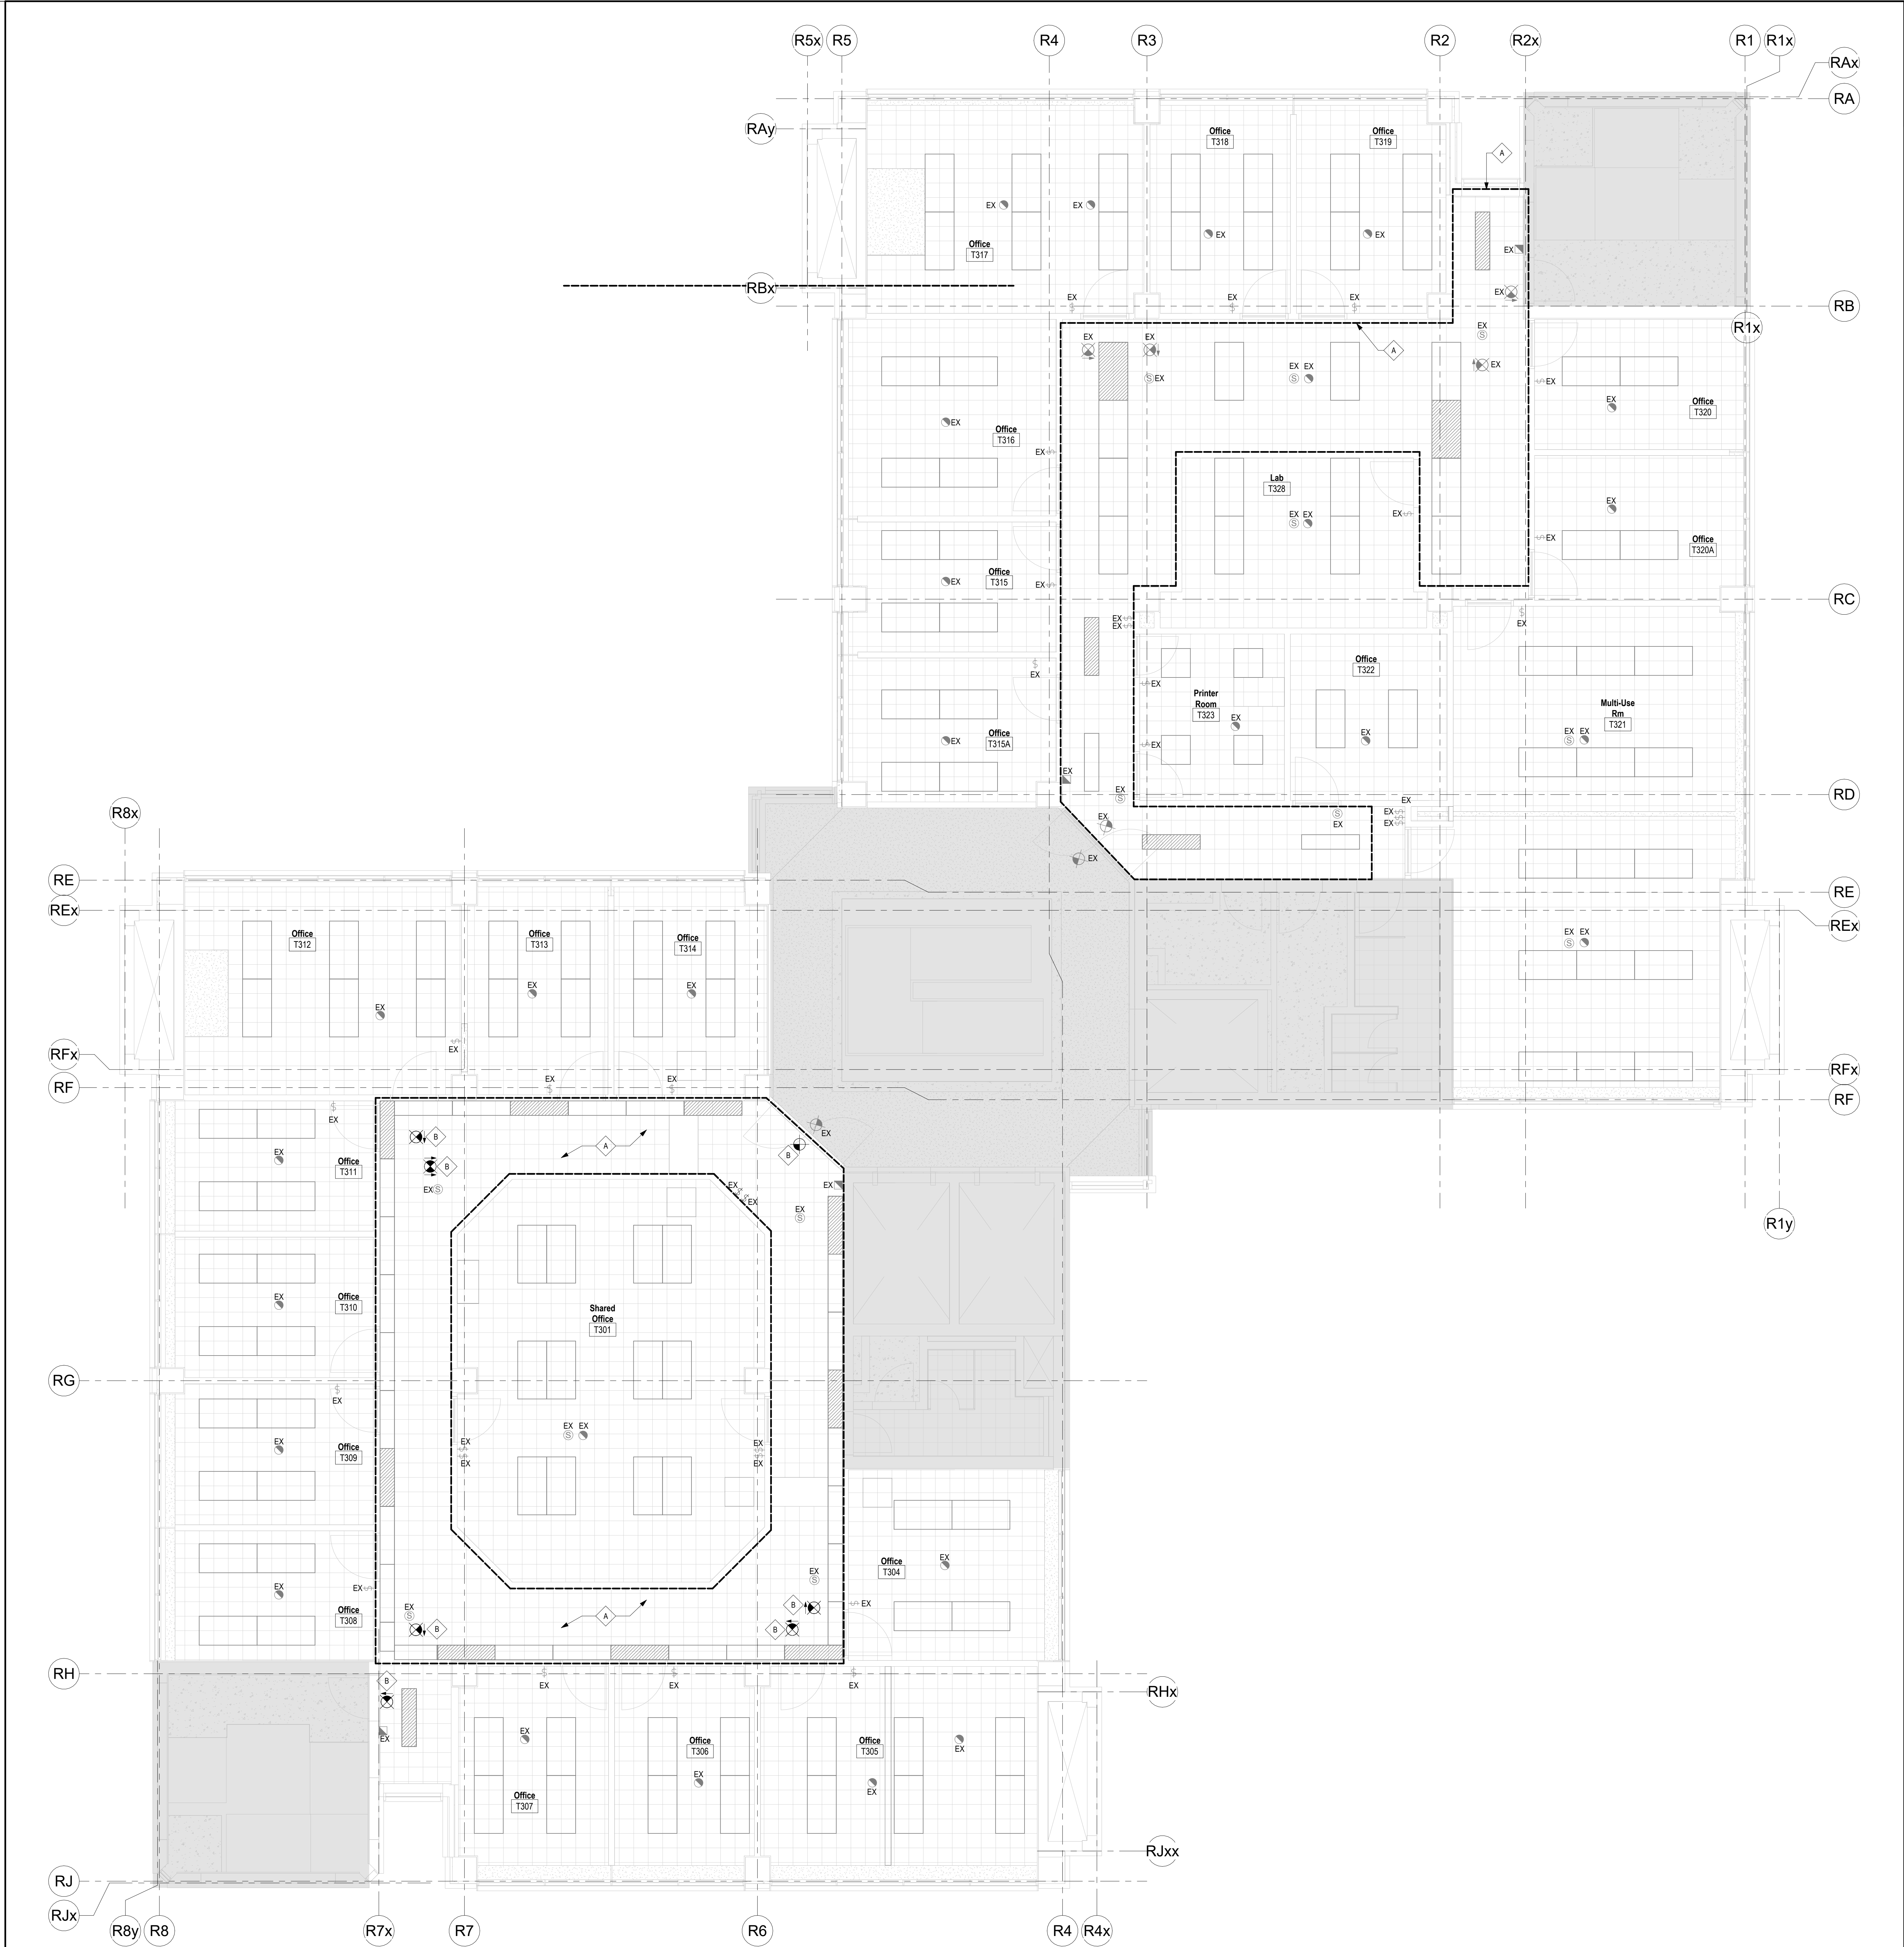 R5x R5 R4 R3 R2 R2x R1 R1x
RAx
RA
RAy
A
Office
T318
Office
T319
EX EX
EX EX
Office
T317
EX
RBx
EX
EX EX EX
RB
R1x
EX
EX EX
A
EX
EX EX EX
EX
EX
Office
T320
EX
Office
T316
EX
Lab
T328
EX
EX EX
EX
EX
Office
T320A
Office
T315
EX
EX
RC
EX
EX
EX
Office
T322
EX
EX
Printer
Room
T323
Multi-Use
Rm
T321
EX
EX
EX EX
Office
T315A
EX
EX
EX
RD
EX
EX
EX
EX
EX
R8x
EX
EX
EX
RE RE
REx REx
Office
T312
Office
T313
Office
T314
EX EX
EX
EX
EX
RFx RFx
EX
EX EX
RF RF
EX
EX
B
A
B
EX
EX
B
Office
T311
EX
EX
EX
EX
EX
R1y
EX
Office
T310
Shared
Office
T301
RG
EX
EX
Office
T309
EX EX
EX
EX
EX
EX
Office
T304
EX
EX
EX
EX
Office
T308
EX
A
B
EX
B
B
RH
B
EX EX EX
RHx
EX
EX
Office
T306
Office
T305
EX
EX
EX
Office
T307
RJxx
RJ
RJx
R8y R8 R7x R7 R6 R4 R4x